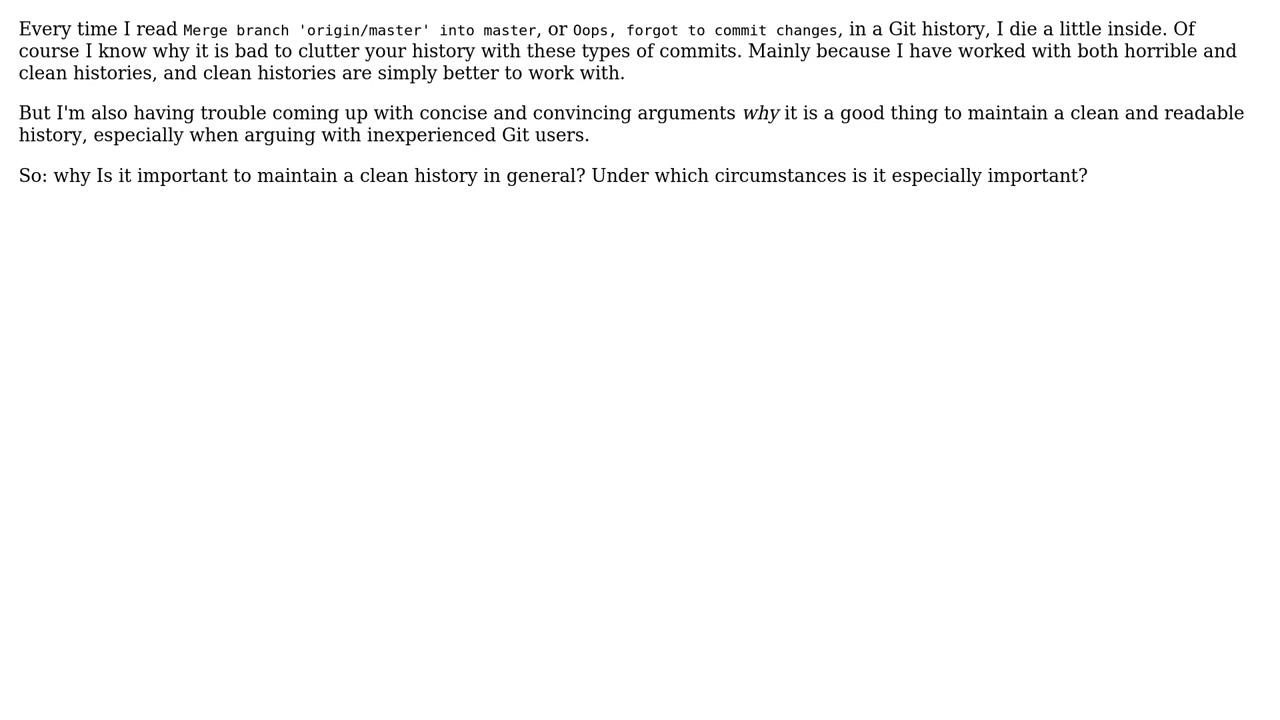 Every time I read Merge branch 'origin/master' into master, or Oops, forgot to commit changes, in a Git history, I die a little inside. Of
course I know why it is bad to clutter your history with these types of commits. Mainly because I have worked with both horrible and
clean histories, and clean histories are simply better to work with.
But I'm also having trouble coming up with concise and convincing arguments why it is a good thing to maintain a clean and readable
history, especially when arguing with inexperienced Git users.
So: why Is it important to maintain a clean history in general? Under which circumstances is it especially important?